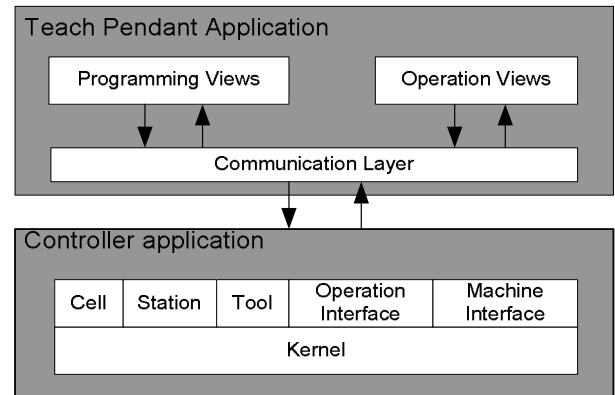 Teach Pendant Application
Programming Views
Operation Views
Communication Layer
Controller application
Cell
Station
Tool
Operation
Interface
Machine
Interface
Kernel